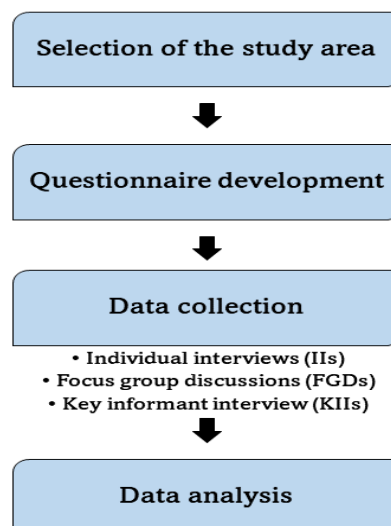 Selection of the study area
Questionnaire development
Data collection
• Individual interviews (IIs)
• Focus group discussions (FGDs)
• Key informant interview (KIIs)
Data analysis